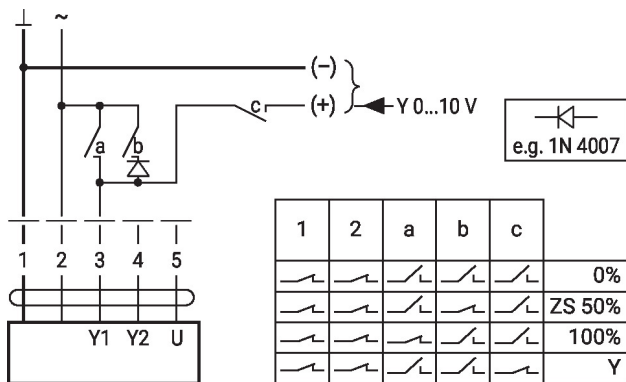 ⊥ ~
(–)
c (+) Y 0...10 V
a b
e.g. 1N 4007
1 2 3 4 5
Y1 Y2 U
1 2 a b c
0%
ZS 50%
100%
Y